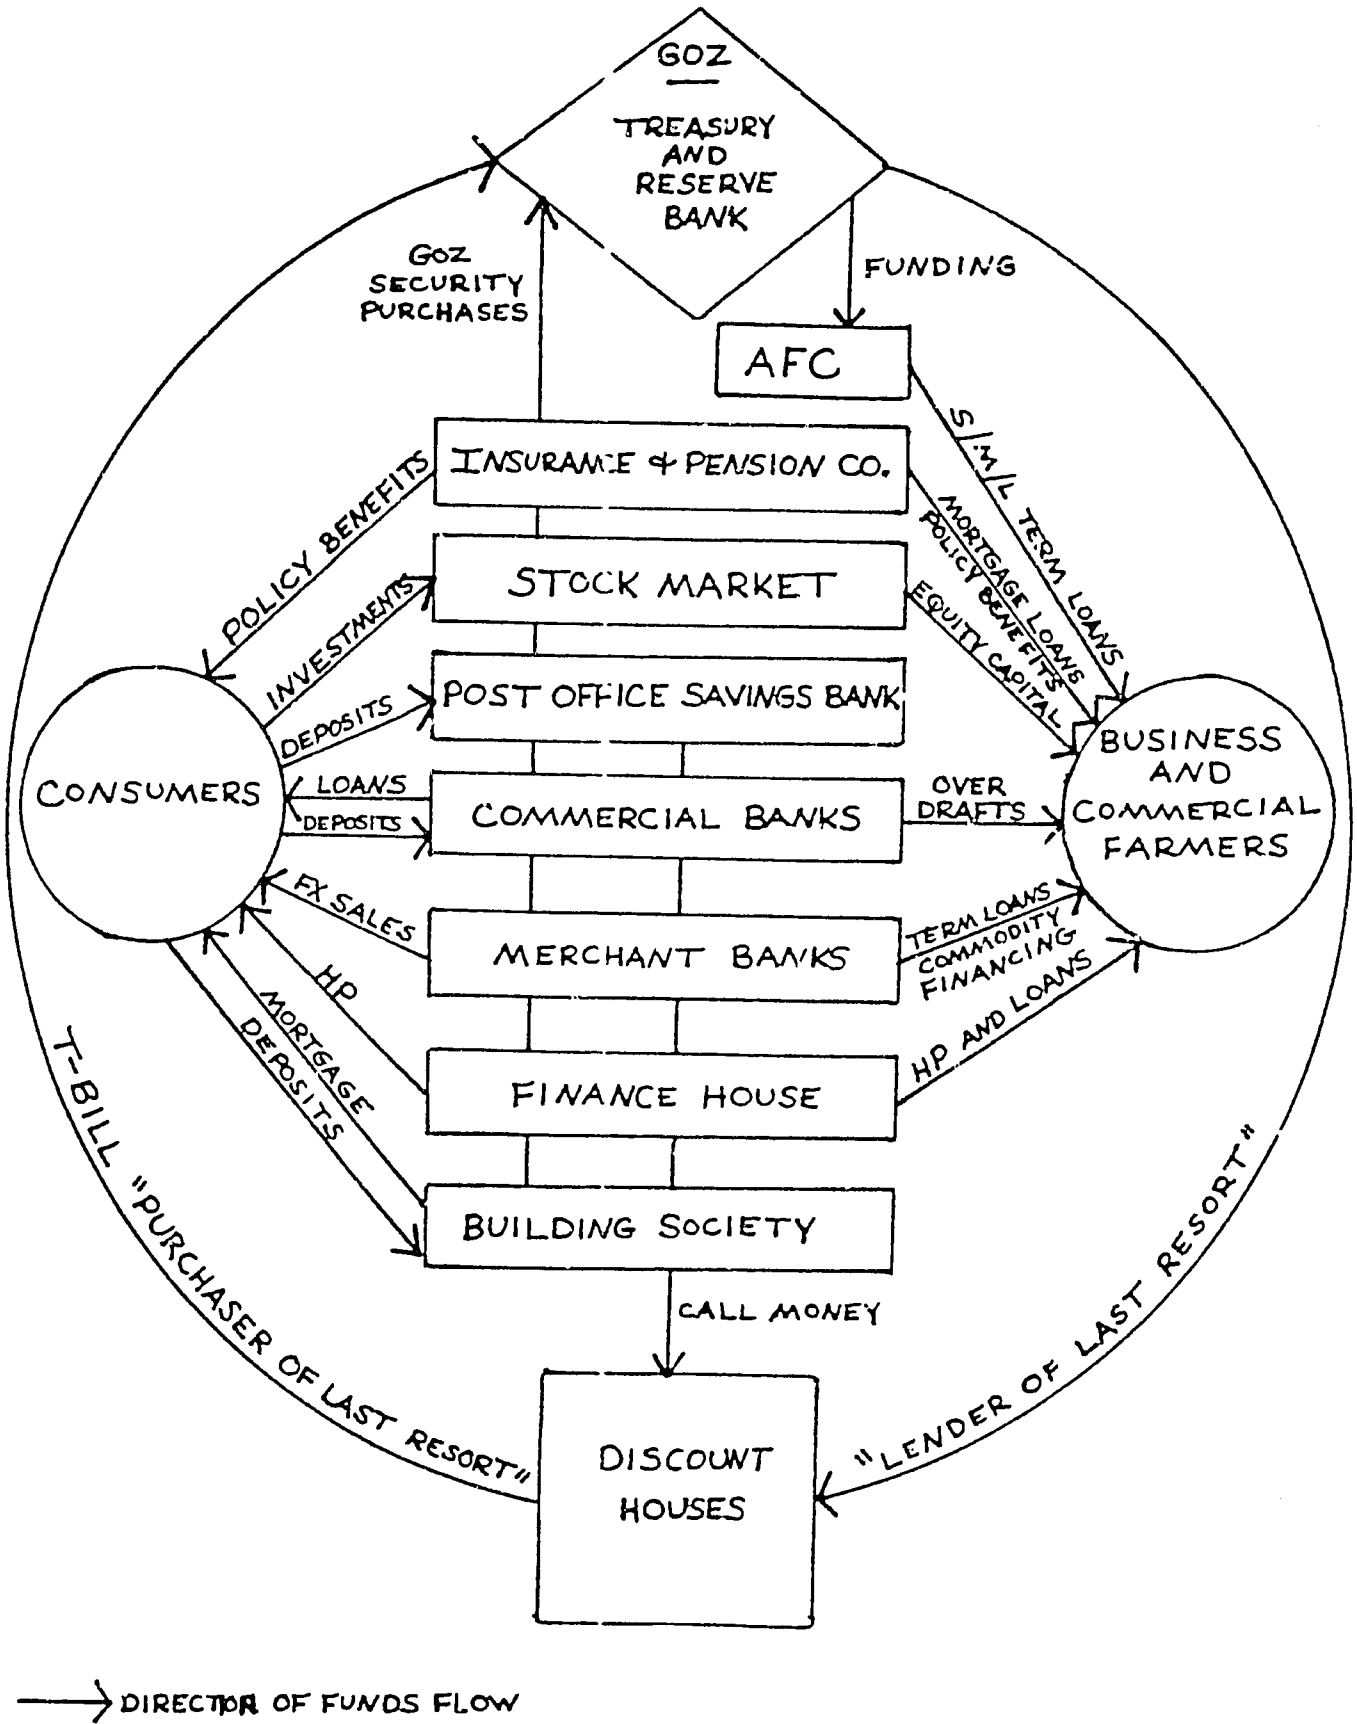 GOZ
TREASURY
AND
RESERVE
BANK
GOZ
SECURITY
PURCHASES
FUNDING
AFC
S/M/L TERM LOANS
INSURANCE & PENSION CO.
POLICY BENEFITS
MORTGAGE LOANS
POLICY BENEFITS
STOCK MARKET
INVESTMENTS
EQUITY CAPITAL
POST OFFICE SAVINGS BANK
DEPOSITS
CONSUMERS
LOANS
DEPOSITS
COMMERCIAL BANKS
OVER
DRAFTS
BUSINESS
AND
COMMERCIAL
FARMERS
FX SALES
MERCHANT BANKS
TERM LOANS
COMMODITY
FINANCING
HP
FINANCE HOUSE
HP AND LOANS
MORTGAGE
DEPOSITS
BUILDING SOCIETY
CALL MONEY
T-BILL "PURCHASER OF LAST RESORT"
"LENDER OF LAST RESORT"
DISCOUNT
HOUSES
DIRECTION OF FUNDS FLOW